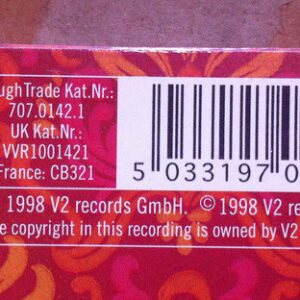 ughTrade Kat.Nr.:
707.0142.1
UK Kat.Nr.:
VVR1001421
France: CB321
5 033197 0
1998 V2 records GmbH. © 1998 V2 re
e copyright in this recording is owned by V2